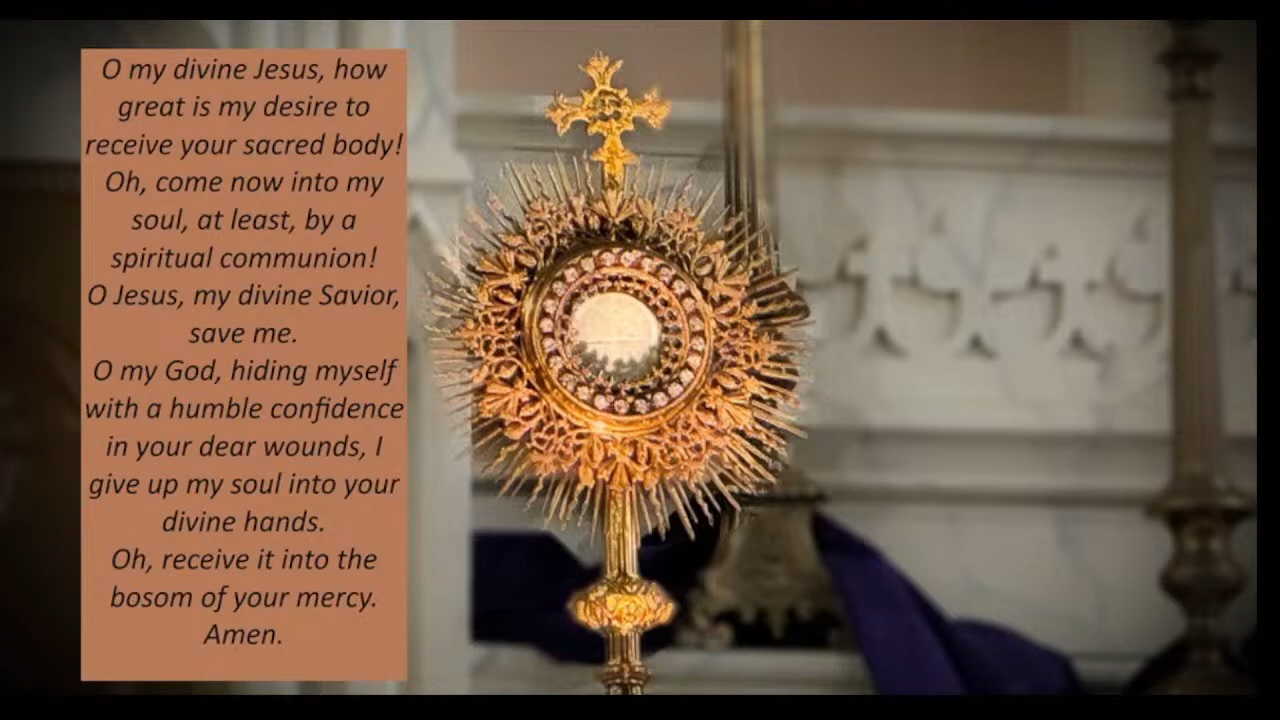 O my divine Jesus, how
great is my desire to
receive your sacred body!
Oh, come now into my
soul, at least, by a
spiritual communion!
O Jesus, my divine Savior,
save me.
O my God, hiding myself
with a humble confidence
in your dear wounds, I
give up my soul into your
divine hands.
Oh, receive it into the
bosom of your mercy.
Amen.